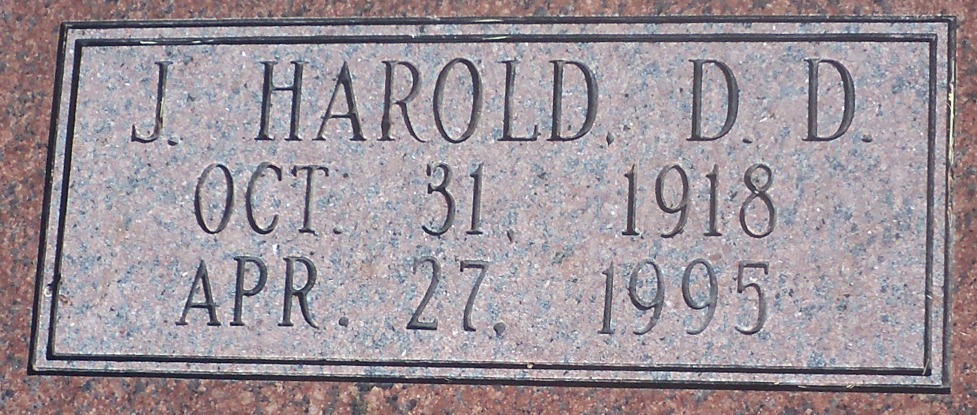 J. HAROLD, D. D.
OCT. 31, 1918
APR. 27, 1995